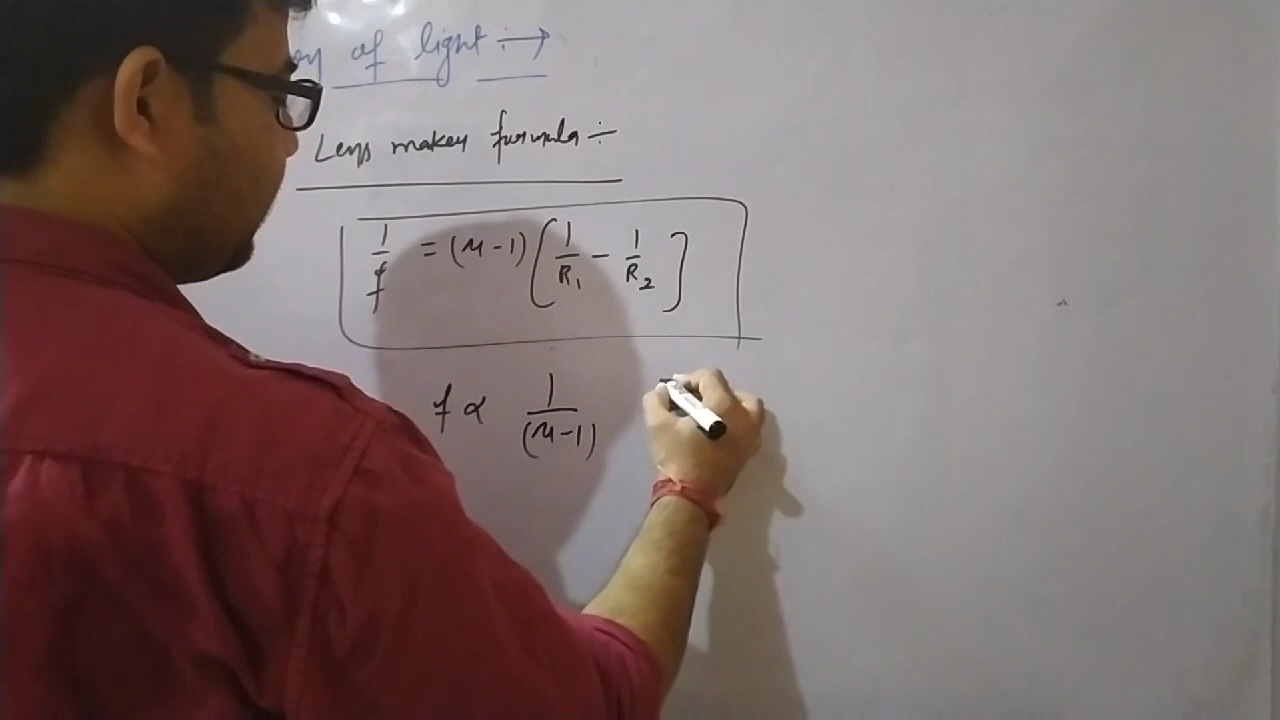 of light :→
Lens maker formula ÷
1/f = (μ-1) [1/R₁ - 1/R₂]
f ∝ 1/(μ-1)